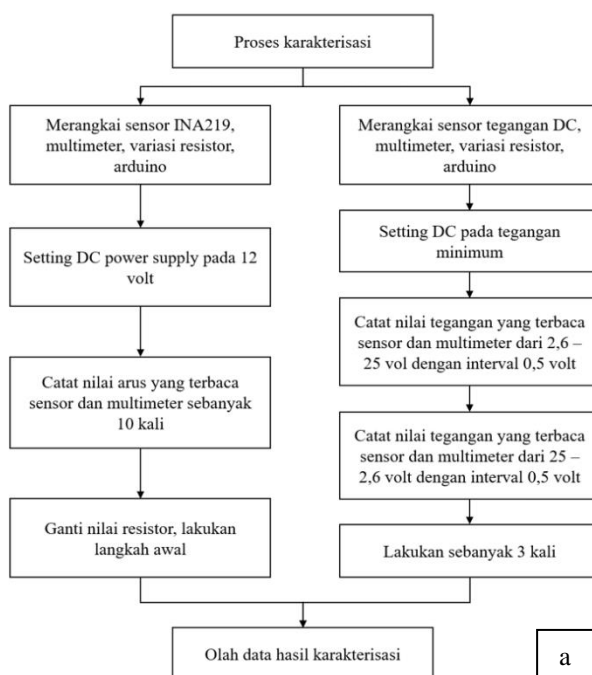 Proses karakterisasi
Merangkai sensor INA219,
multimeter, variasi resistor,
arduino
Setting DC power supply pada 12
volt
Catat nilai arus yang terbaca
sensor dan multimeter sebanyak
10 kali
Ganti nilai resistor, lakukan
langkah awal
Merangkai sensor tegangan DC,
multimeter, variasi resistor,
arduino
Setting DC pada tegangan
minimum
Catat nilai tegangan yang terbaca
sensor dan multimeter dari 2,6 –
25 vol dengan interval 0,5 volt
Catat nilai tegangan yang terbaca
sensor dan multimeter dari 25 –
2,6 volt dengan interval 0,5 volt
Lakukan sebanyak 3 kali
Olah data hasil karakterisasi
a